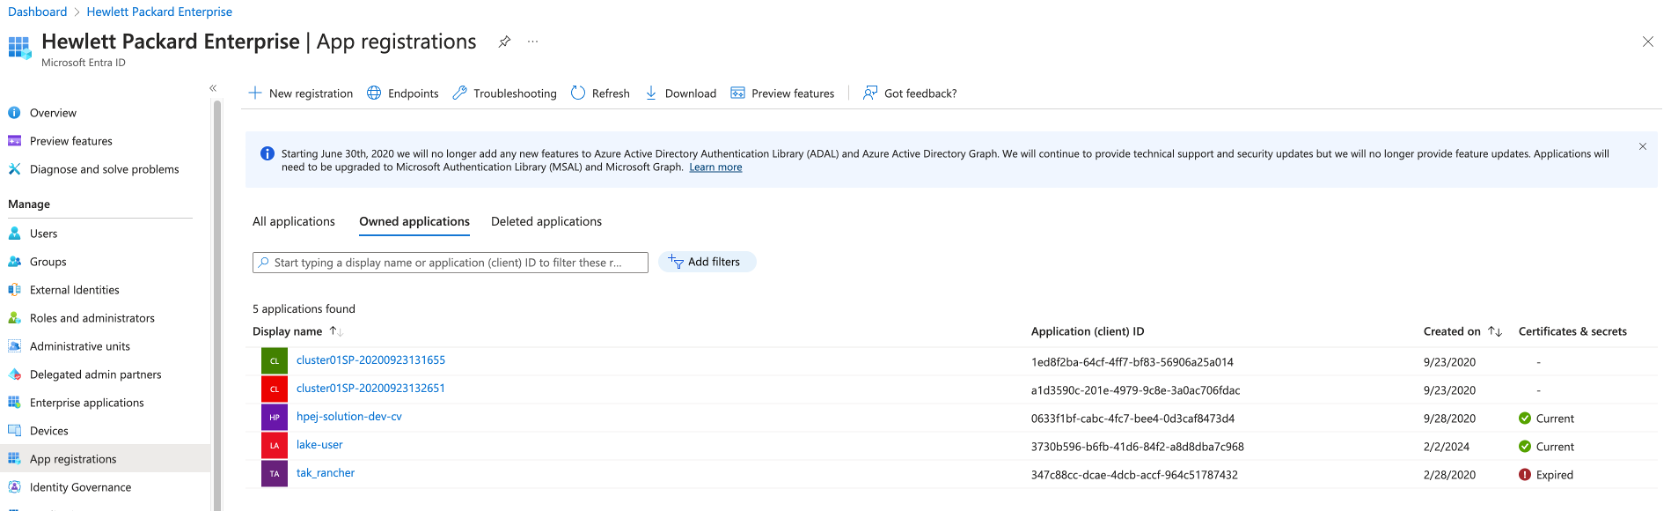 Dashboard > Hewlett Packard Enterprise
Hewlett Packard Enterprise | App registrations ...
Microsoft Entra ID
«
Overview
Preview features
Diagnose and solve problems
Manage
Users
Groups
External Identities
Roles and administrators
Administrative units
Delegated admin partners
Enterprise applications
Devices
App registrations
Identity Governance
New registration Endpoints Troubleshooting Refresh Download Preview features Got feedback?
Starting June 30th, 2020 we will no longer add any new features to Azure Active Directory Authentication Library (ADAL) and Azure Active Directory Graph. We will continue to provide technical support and security updates but we will no longer provide feature updates. Applications will
need to be upgraded to Microsoft Authentication Library (MSAL) and Microsoft Graph. Learn more
All applications Owned applications Deleted applications
Start typing a display name or application (client) ID to filter these r... Add filters
5 applications found
Display name ↑↓ Application (client) ID Created on ↑↓ Certificates & secrets
CL cluster01SP-20200923131655 1ed8f2ba-64cf-4ff7-bf83-56906a25a014 9/23/2020 -
CL cluster01SP-20200923132651 a1d3590c-201e-4979-9c8e-3a0ac706fdac 9/23/2020 -
HP hpej-solution-dev-cv 0633f1bf-cabc-4fc7-bee4-0d3caf8473d4 9/28/2020 Current
LA lake-user 3730b596-b6fb-41d6-84f2-a8d8dba7c968 2/2/2024 Current
TA tak_rancher 347c88cc-dcae-4dcb-accf-964c51787432 2/28/2020 Expired